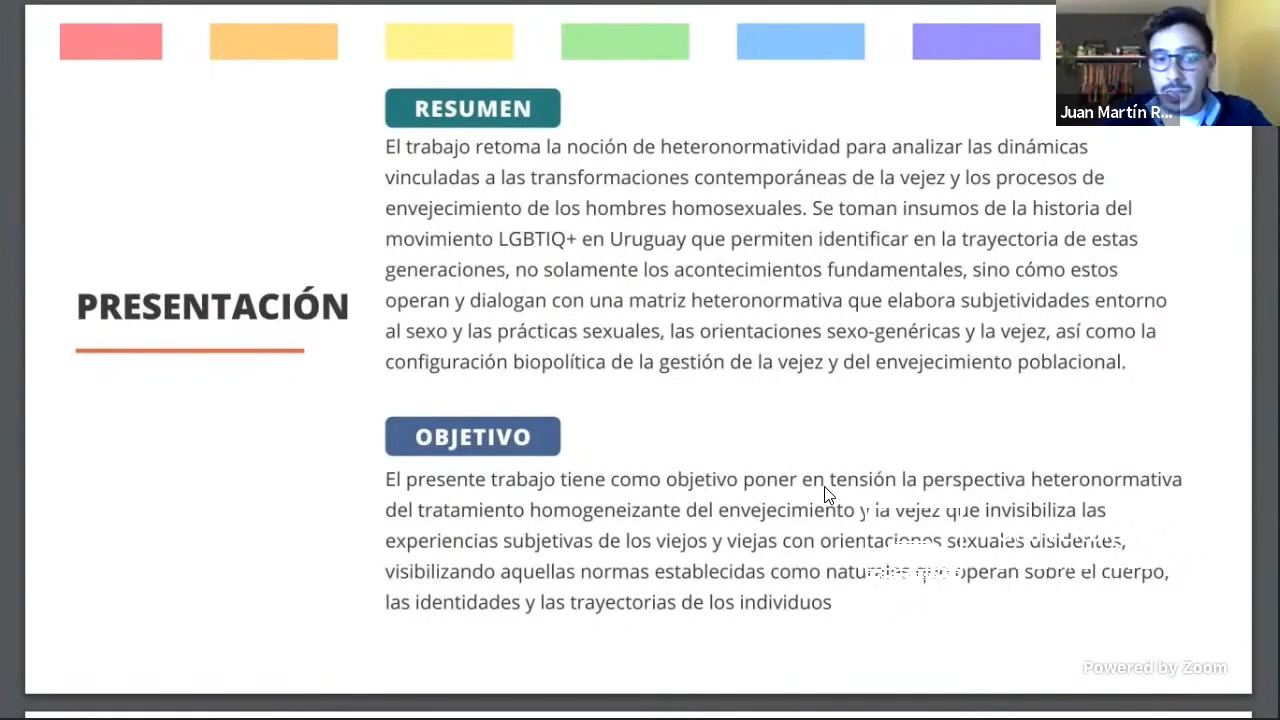 Juan Martín R...
RESUMEN
El trabajo retoma la noción de heteronormatividad para analizar las dinámicas
vinculadas a las transformaciones contemporáneas de la vejez y los procesos de
envejecimiento de los hombres homosexuales. Se toman insumos de la historia del
movimiento LGBTIQ+ en Uruguay que permiten identificar en la trayectoria de estas
generaciones, no solamente los acontecimientos fundamentales, sino cómo estos
operan y dialogan con una matriz heteronormativa que elabora subjetividades entorno
al sexo y las prácticas sexuales, las orientaciones sexo-genéricas y la vejez, así como la
configuración biopolítica de la gestión de la vejez y del envejecimiento poblacional.
PRESENTACIÓN
OBJETIVO
El presente trabajo tiene como objetivo poner en tensión la perspectiva heteronormativa
del tratamiento homogeneizante del envejecimiento y la vejez que invisibiliza las
experiencias subjetivas de los viejos y viejas con orientaciones sexuales disidentes,
visibilizando aquellas normas establecidas como naturales que operan sobre el cuerpo,
las identidades y las trayectorias de los individuos
Powered by Zoom